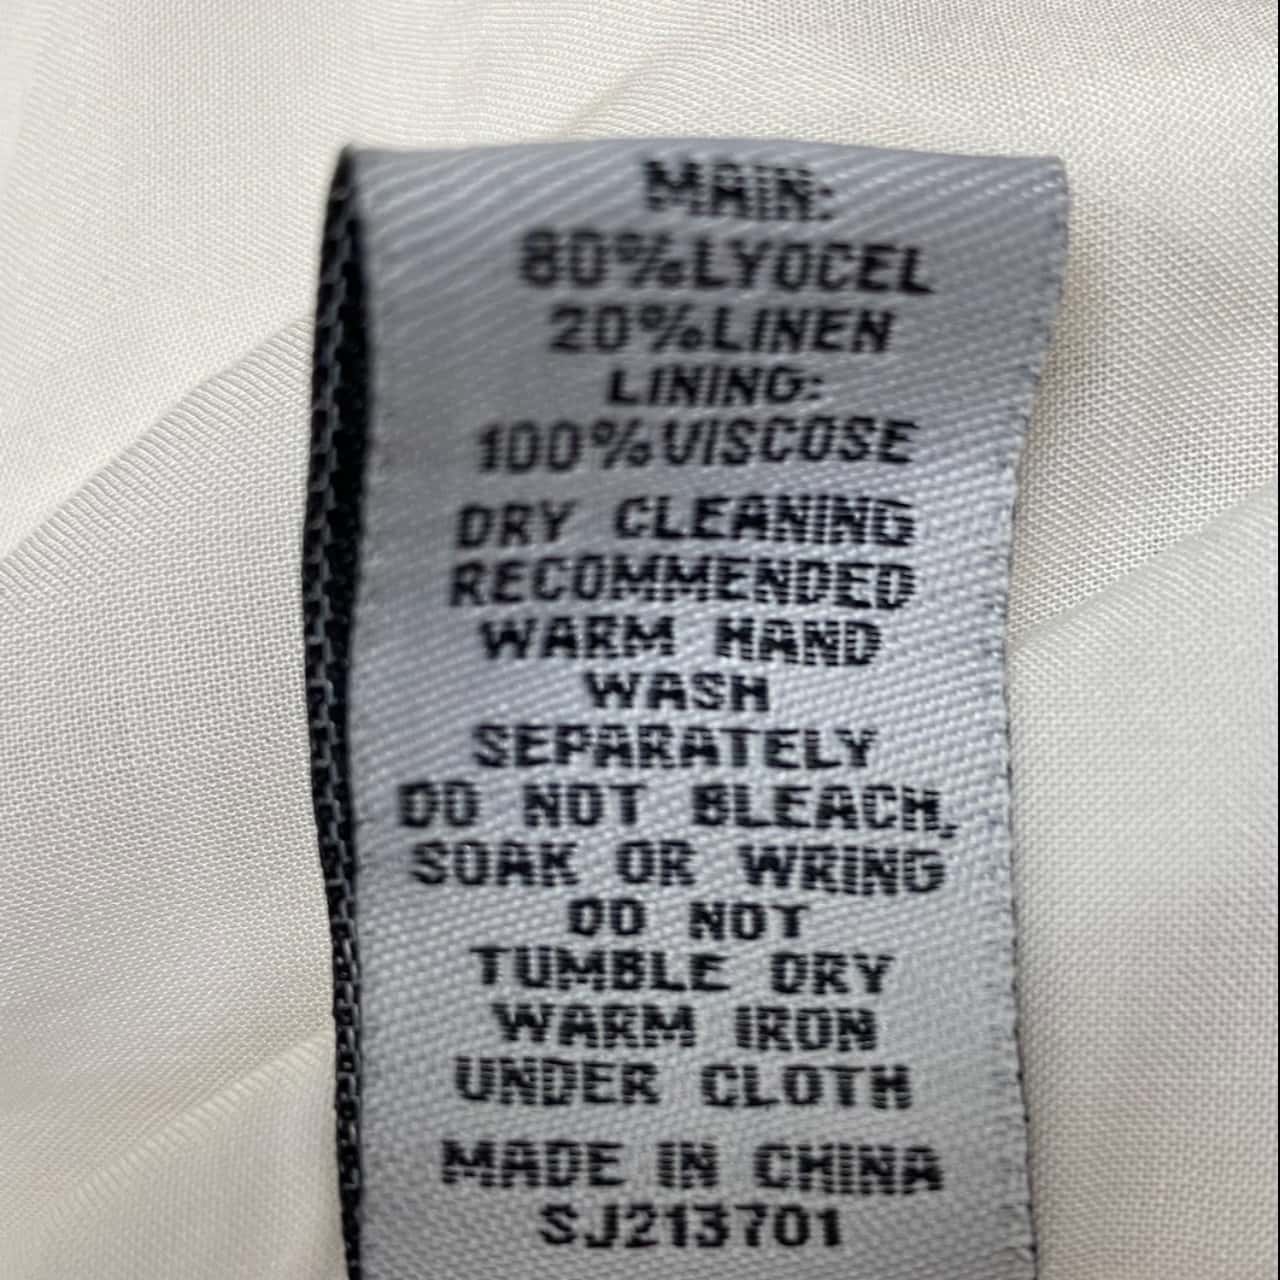 MAIN:
80%LYOCEL
20%LINEN
LINING:
100%VISCOSE
DRY CLEANING
RECOMMENDED
WARM HAND
WASH
SEPARATELY
DO NOT BLEACH,
SOAK OR WRING
DO NOT
TUMBLE DRY
WARM IRON
UNDER CLOTH
MADE IN CHINA
SJ213701